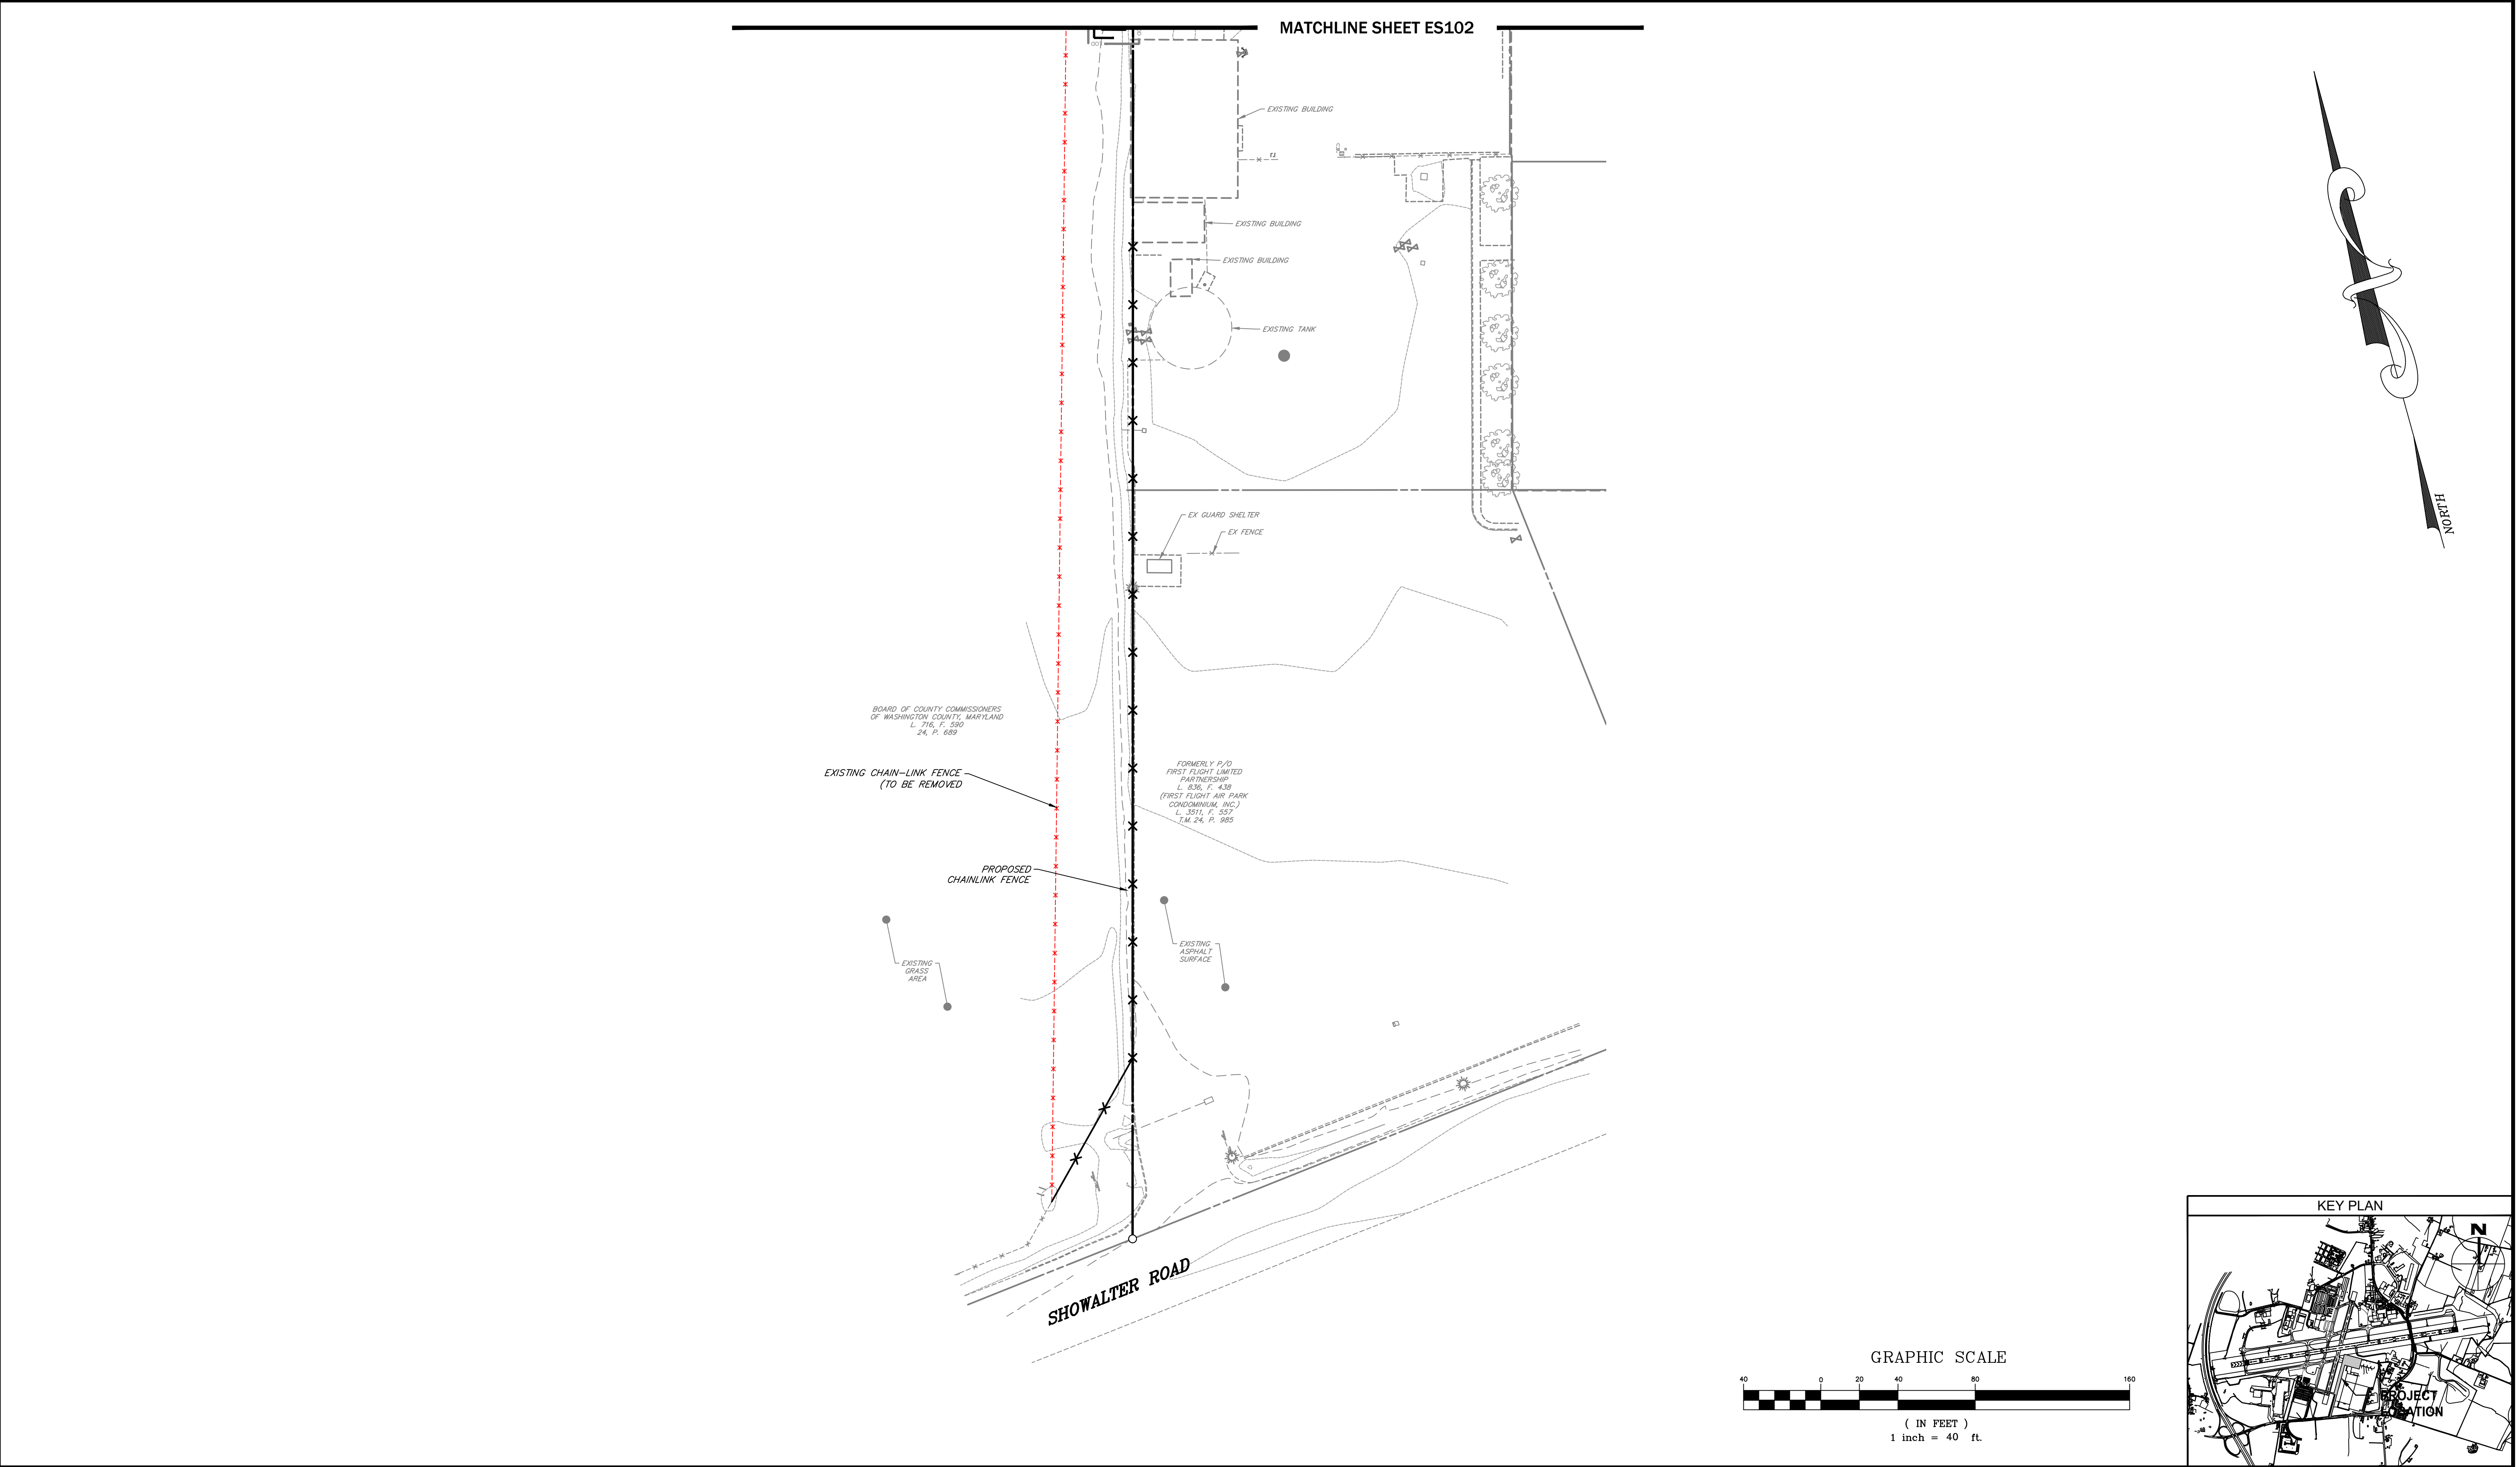 MATCHLINE SHEET ES102
EXISTING BUILDING
EXISTING BUILDING
EXISTING BUILDING
EXISTING TANK
EX GUARD SHELTER
EX FENCE
NORTH
BOARD OF COUNTY COMMISSIONERS
OF WASHINGTON COUNTY, MARYLAND
L. 716, F. 590
24, P. 689
EXISTING CHAIN-LINK FENCE
(TO BE REMOVED
FORMERLY P/O
FIRST FLIGHT LIMITED
PARTNERSHIP
L. 836, F. 438
(FIRST FLIGHT AIR PARK
CONDOMINIUM, INC.)
L. 3511, F. 557
T.M. 24, P. 985
PROPOSED
CHAINLINK FENCE
EXISTING
ASPHALT
SURFACE
EXISTING
GRASS
AREA
SHOWALTER ROAD
KEY PLAN
N
PROJECT
LOCATION
GRAPHIC SCALE
40 0 20 40 80 160
( IN FEET )
1 inch = 40 ft.